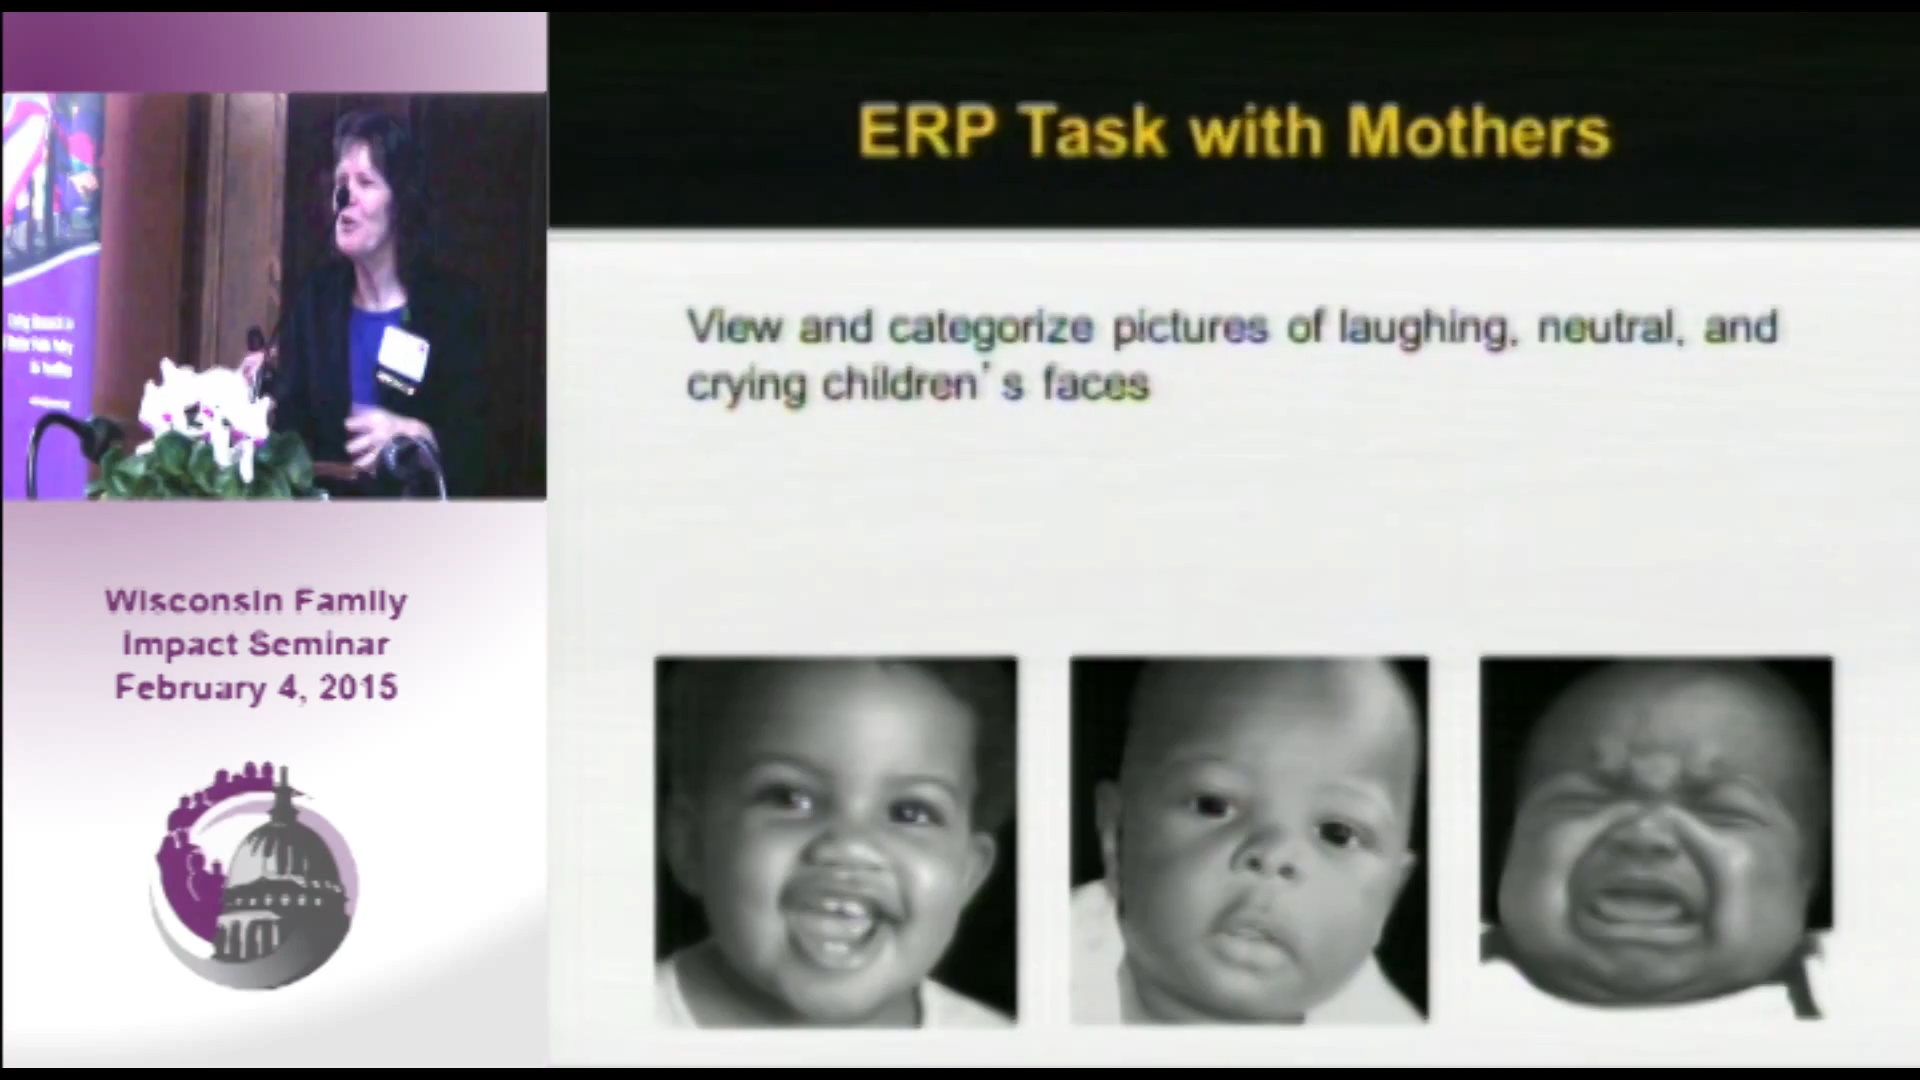 ERP Task with Mothers
View and categorize pictures of laughing, neutral, and
crying children's faces
Wisconsin Family
Impact Seminar
February 4, 2015